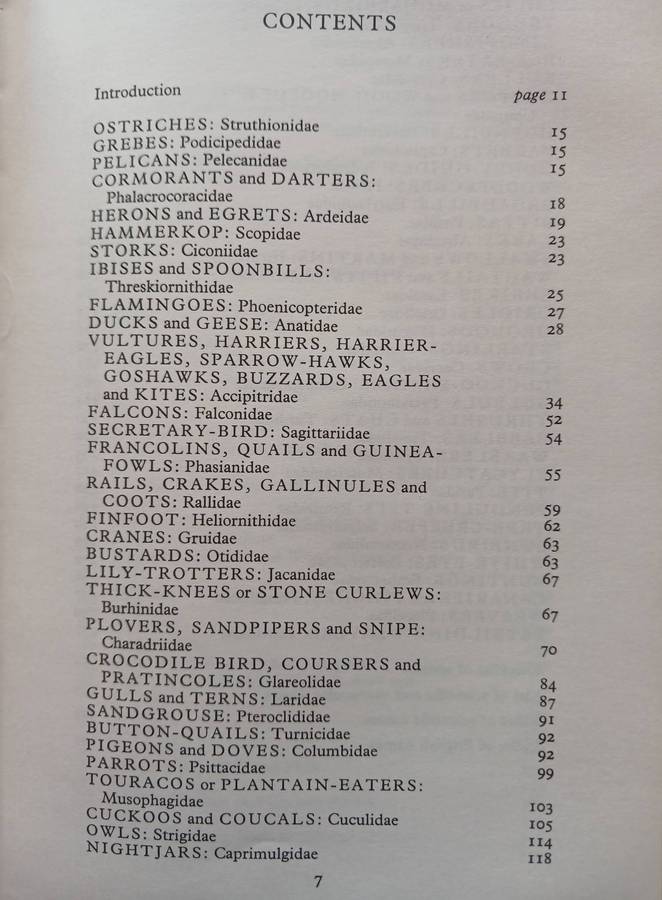 CONTENTS
Introduction page 11
OSTRICHES: Struthionidae 15
GREBES: Podicipedidae 15
PELICANS: Pelecanidae 15
CORMORANTS and DARTERS:
Phalacrocoracidae 18
HERONS and EGRETS: Ardeidae 19
HAMMERKOP: Scopidae 23
STORKS: Ciconiidae 23
IBISES and SPOONBILLS:
Threskiornithidae 25
FLAMINGOES: Phoenicopteridae 27
DUCKS and GEESE: Anatidae 28
VULTURES, HARRIERS, HARRIER-
EAGLES, SPARROW-HAWKS,
GOSHAWKS, BUZZARDS, EAGLES
and KITES: Accipitridae 34
FALCONS: Falconidae 52
SECRETARY-BIRD: Sagittariidae 54
FRANCOLINS, QUAILS and GUINEA-
FOWLS: Phasianidae 55
RAILS, CRAKES, GALLINULES and
COOTS: Rallidae 59
FINFOOT: Heliornithidae 62
CRANES: Gruidae 63
BUSTARDS: Otididae 63
LILY-TROTTERS: Jacanidae 67
THICK-KNEES or STONE CURLEWS:
Burhinidae 67
PLOVERS, SANDPIPERS and SNIPE:
Charadriidae 70
CROCODILE BIRD, COURSERS and
PRATINCOLES: Glareolidae 84
GULLS and TERNS: Laridae 87
SANDGROUSE: Pteroclididae 91
BUTTON-QUAILS: Turnicidae 92
PIGEONS and DOVES: Columbidae 92
PARROTS: Psittacidae 99
TOURACOS or PLANTAIN-EATERS:
Musophagidae 103
CUCKOOS and COUCALS: Cuculidae 105
OWLS: Strigidae 114
NIGHTJARS: Caprimulgidae 118
7